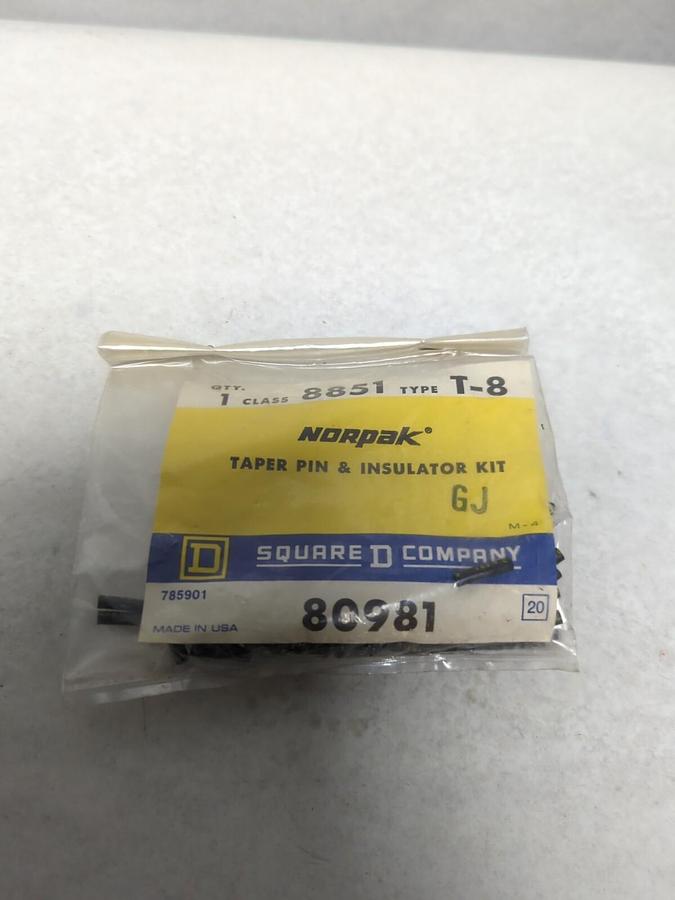 QTY.
1 CLASS 8851 TYPE T-8
NORpak®
TAPER PIN & INSULATOR KIT
GJ
M-4
D SQUARE D COMPANY
785901
80981
20
MADE IN USA